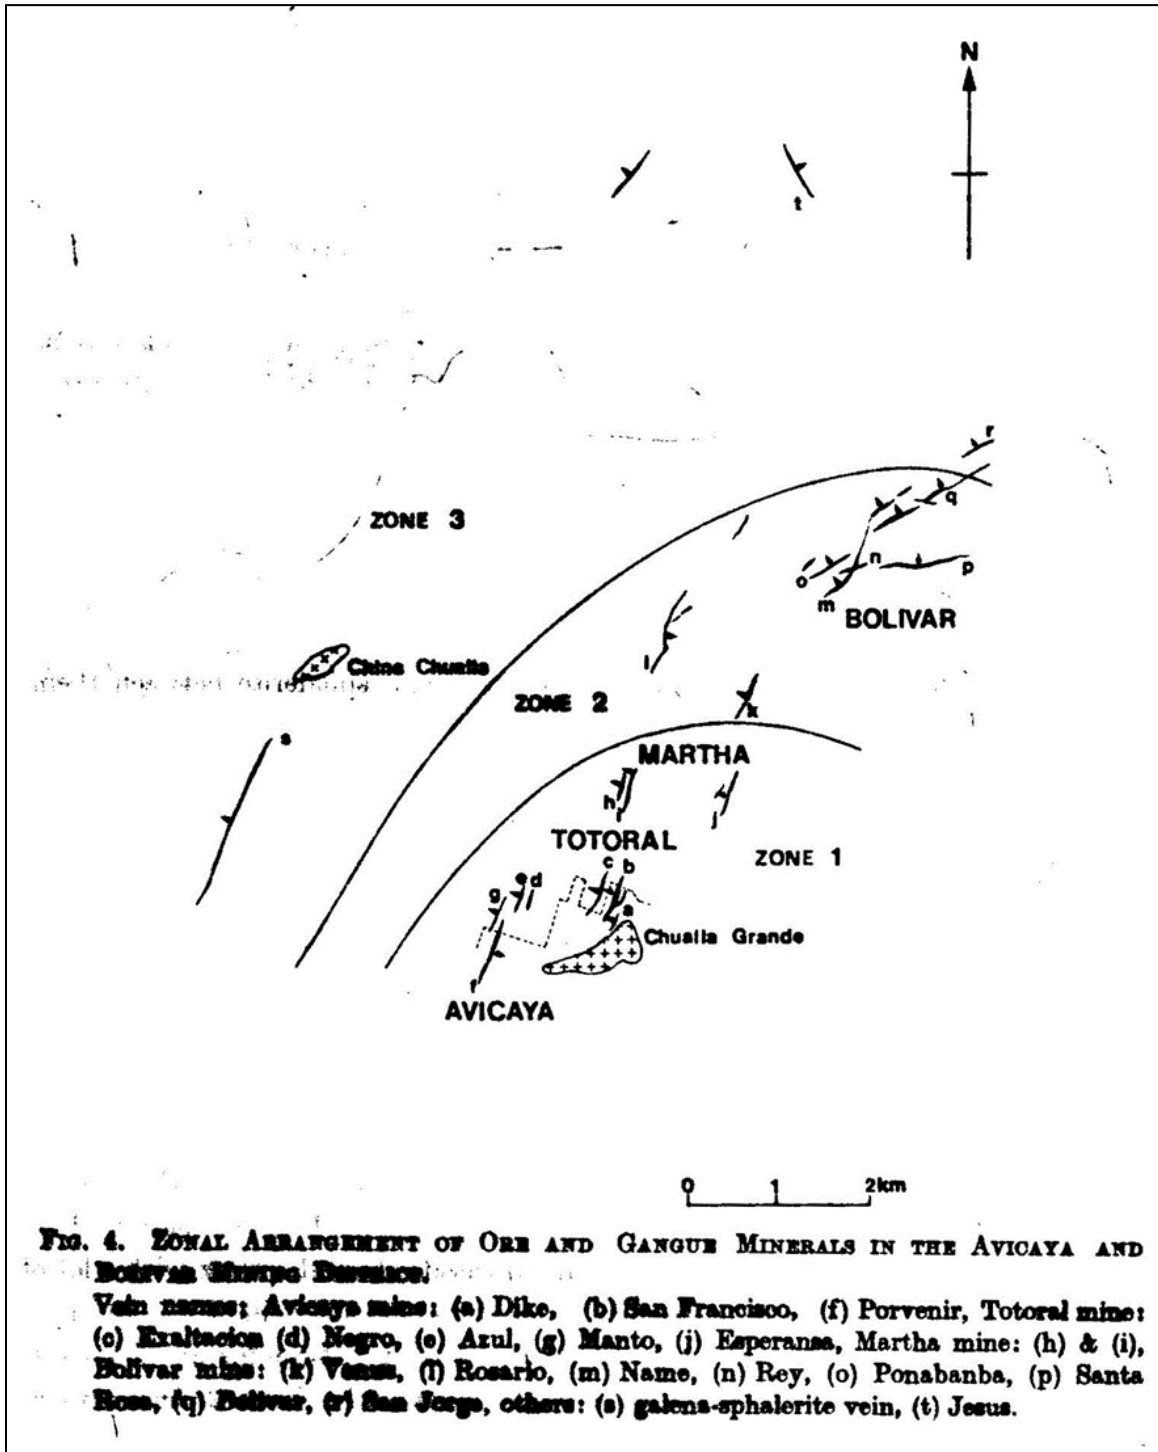 N
t
r
q
ZONE 3
n
o
p
m
BOLIVAR
l
China Chualla
ZONE 2
k
s
MARTHA
h
i
j
TOTORAL
ZONE 1
c b
e d
g
a
Chualla Grande
f
AVICAYA
0 1 2km
FIG. 4. ZONAL ARRANGEMENT OF ORE AND GANGUE MINERALS IN THE AVICAYA AND
BOLIVAR MINING DISTRICT.
Vein names: Avicaya mine: (a) Dike, (b) San Francisco, (f) Porvenir, Totoral mine:
(c) Exaltacion (d) Negro, (e) Azul, (g) Manto, (j) Esperansa, Martha mine: (h) & (i),
Bolivar mine: (k) Venus, (l) Rosario, (m) Name, (n) Rey, (o) Ponabanba, (p) Santa
Rosa, (q) Bolivar, (r) San Jorge, others: (s) galena-sphalerite vein, (t) Jesus.